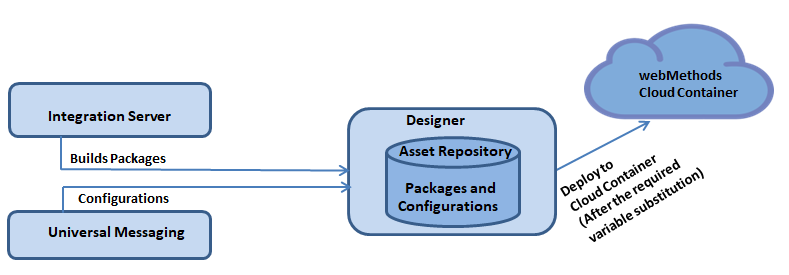 webMethods
Cloud Container
Integration Server
Designer
Asset Repository
Builds Packages
Packages and
Configurations
Configurations
Universal Messaging
Deploy to
Cloud Container
(After the required
variable substitution)